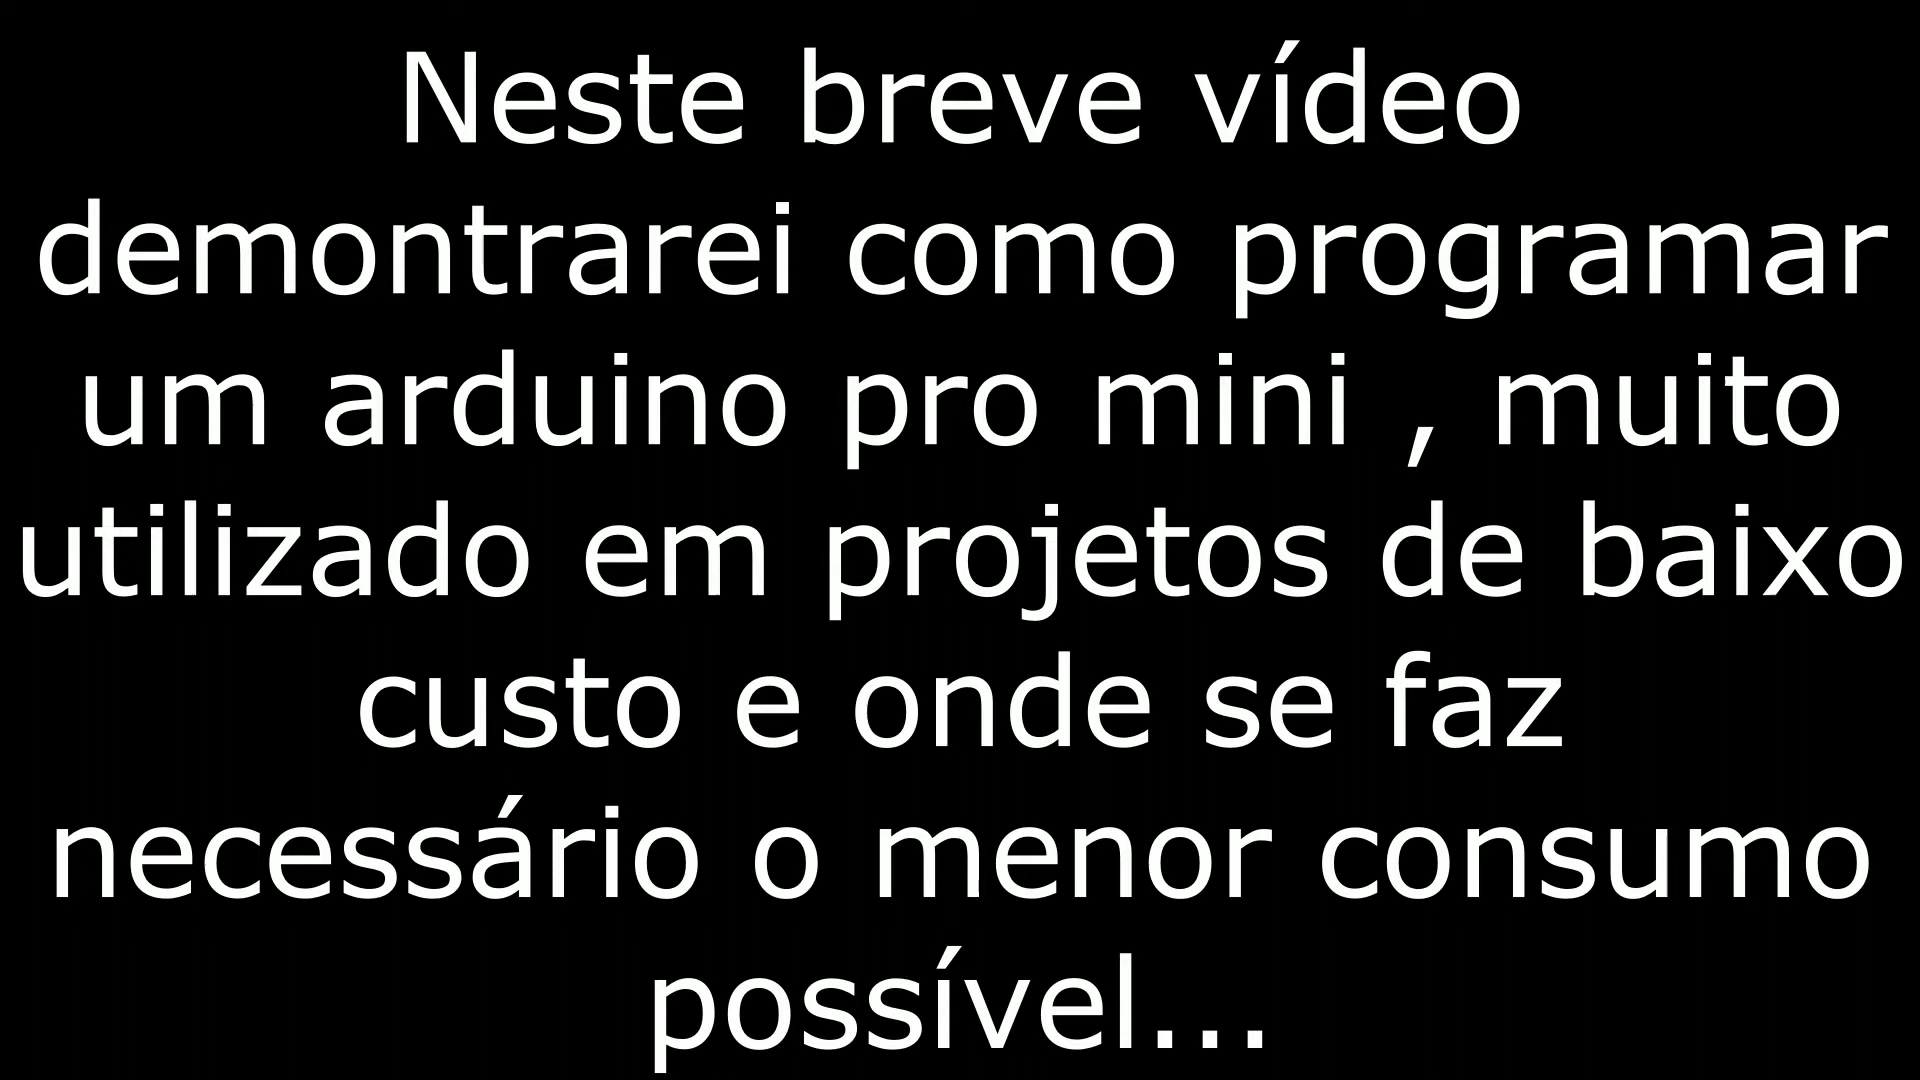 Neste breve vídeo
demontrarei como programar
um arduino pro mini , muito
utilizado em projetos de baixo
custo e onde se faz
necessário o menor consumo
possível...